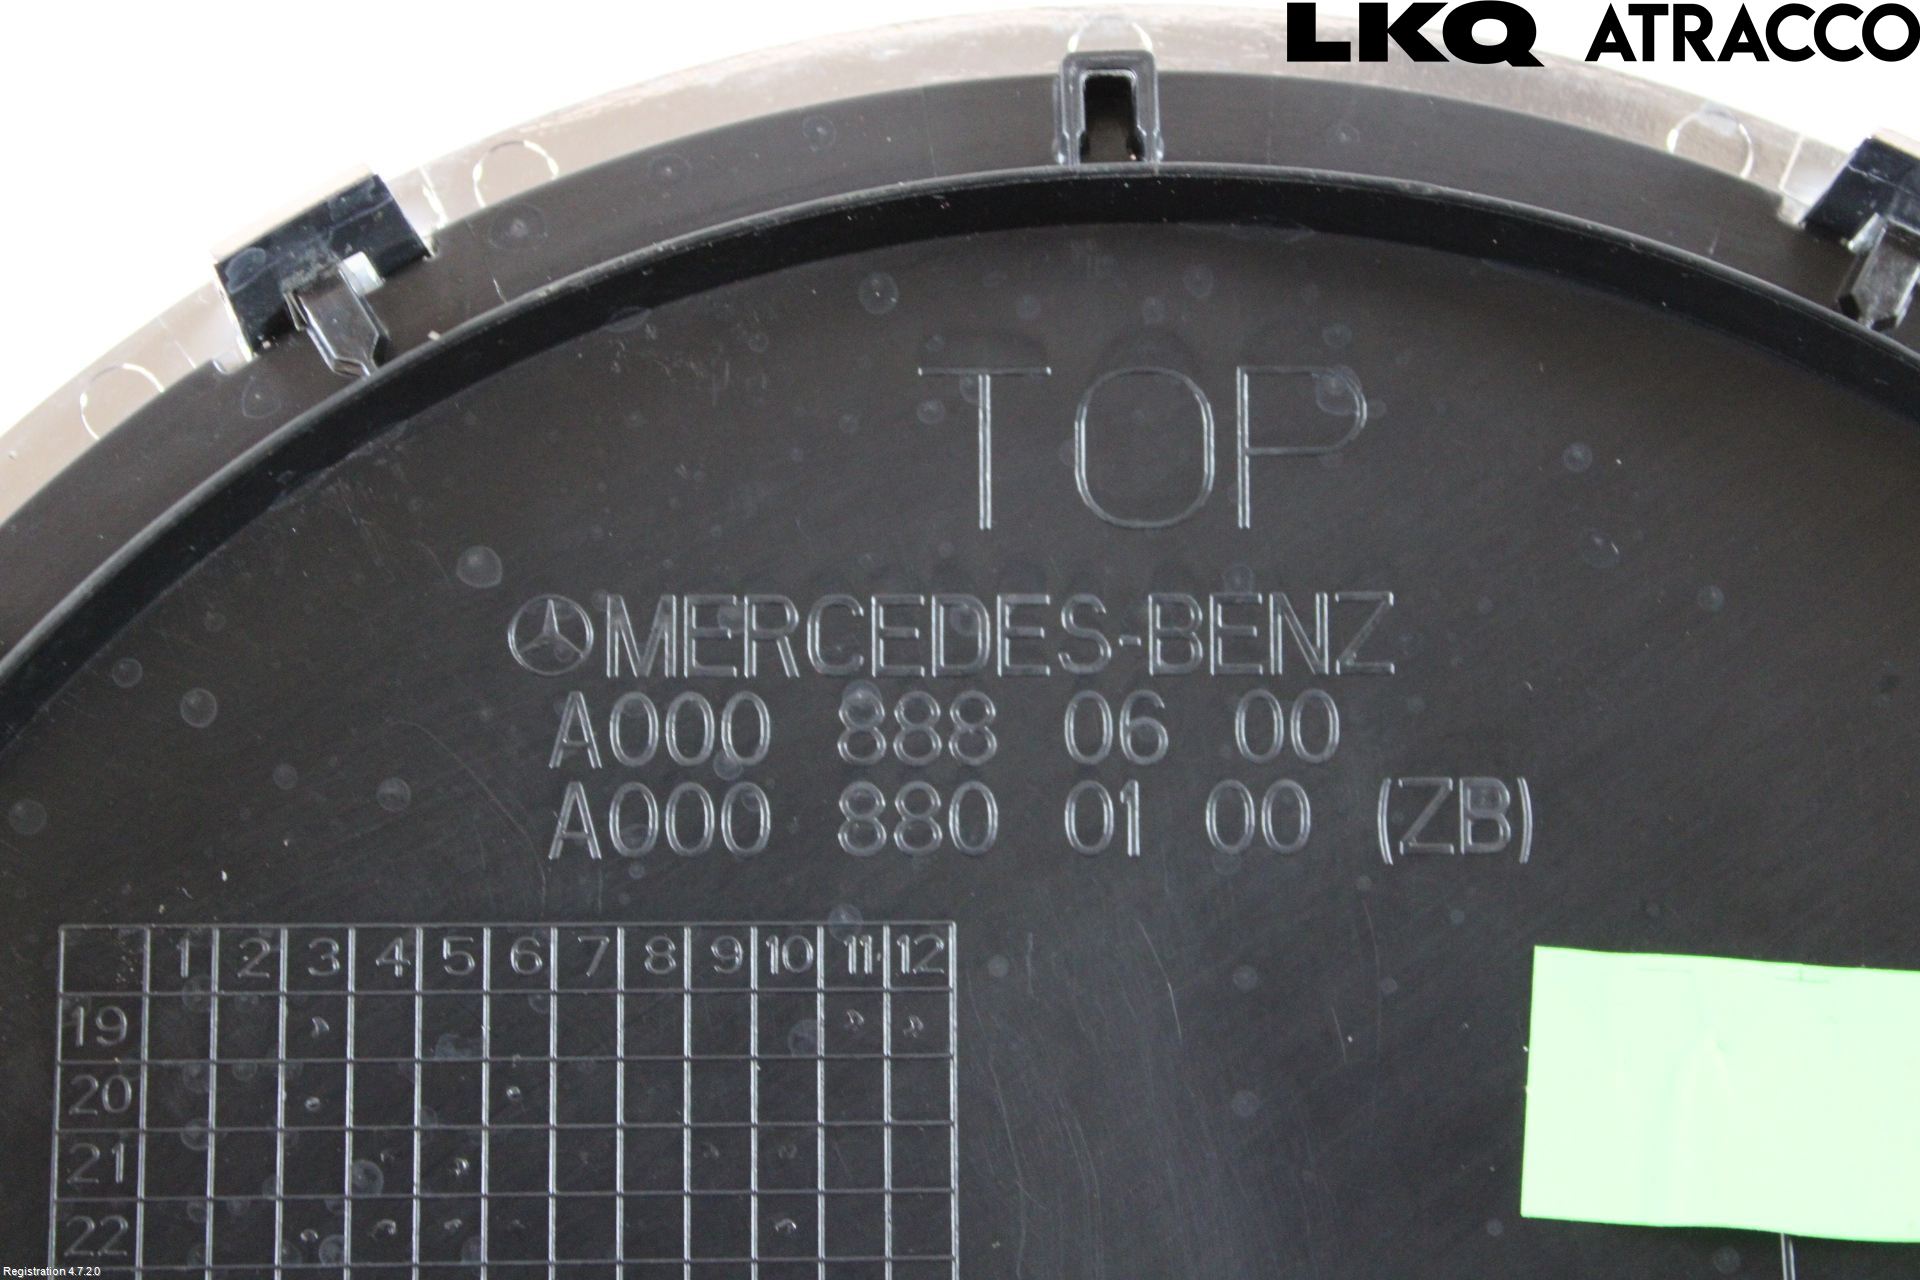 LKQ ATRACCO
TOP
MERCEDES-BENZ
A000 888 06 00
A000 880 01 00 (ZB)
1 2 3 4 5 6 7 8 9 10 11 12
19
20
21
22
Registration 4.7.2.0